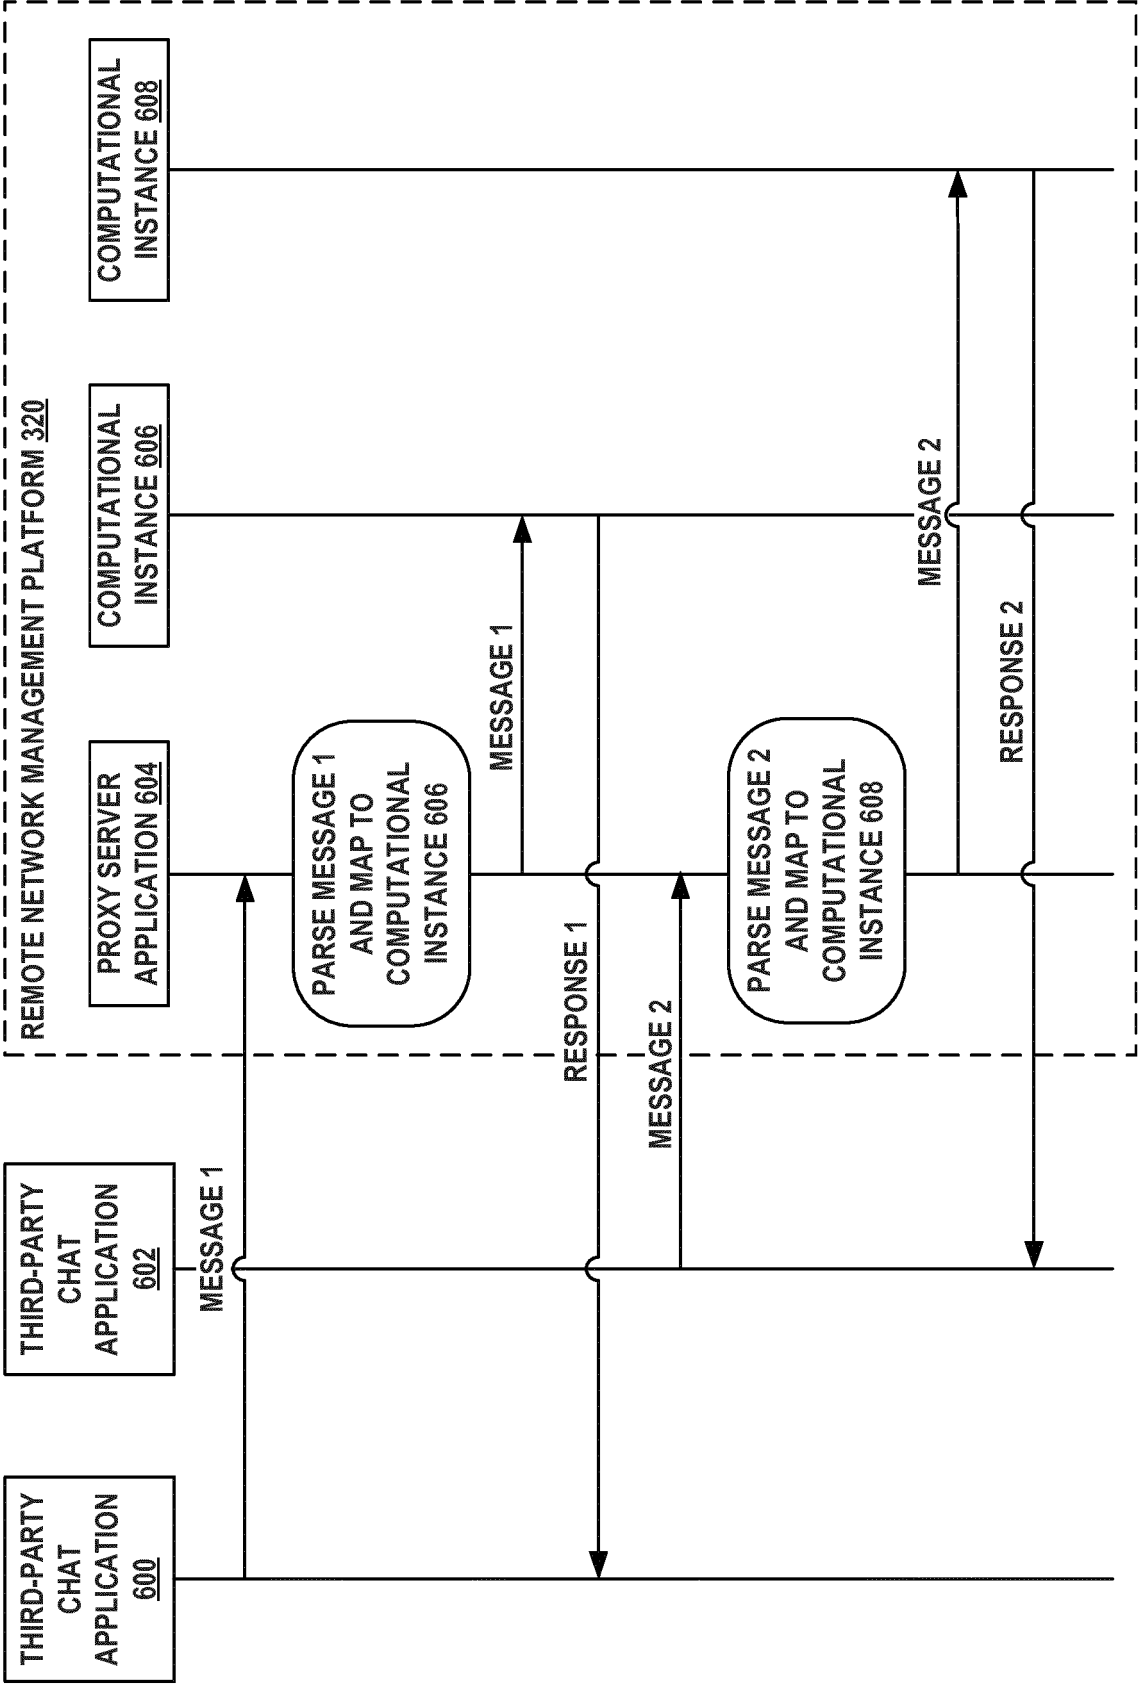 REMOTE NETWORK MANAGEMENT PLATFORM 320
THIRD-PARTY
CHAT
APPLICATION
600
THIRD-PARTY
CHAT
APPLICATION
602
PROXY SERVER
APPLICATION 604
COMPUTATIONAL
INSTANCE 606
COMPUTATIONAL
INSTANCE 608
MESSAGE 1
PARSE MESSAGE 1
AND MAP TO
COMPUTATIONAL
INSTANCE 606
MESSAGE 1
RESPONSE 1
MESSAGE 2
PARSE MESSAGE 2
AND MAP TO
COMPUTATIONAL
INSTANCE 608
MESSAGE 2
RESPONSE 2